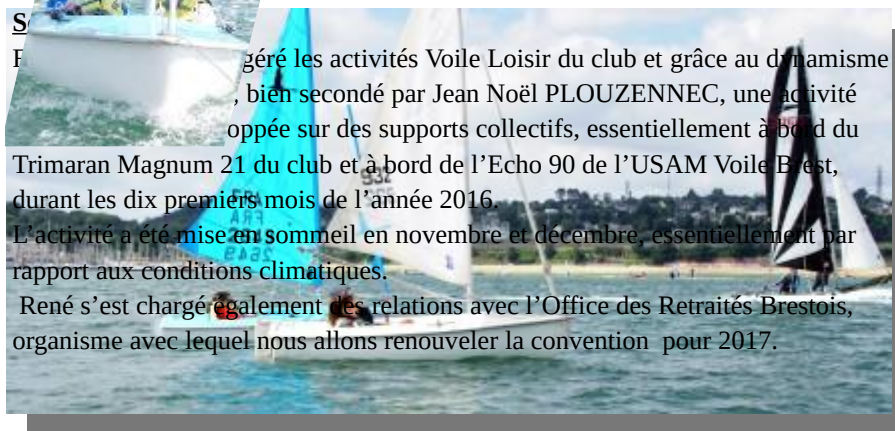 géré les activités Voile Loisir du club et grâce au dynamisme
, bien secondé par Jean Noël PLOUZENNEC, une activité
oppée sur des supports collectifs, essentiellement à bord du
Trimaran Magnum 21 du club et à bord de l’Echo 90 de l’USAM Voile Brest,
durant les dix premiers mois de l’année 2016.
L’activité a été mise en sommeil en novembre et décembre, essentiellement par
rapport aux conditions climatiques.
René s’est chargé également des relations avec l’Office des Retraités Brestois,
organisme avec lequel nous allons renouveler la convention  pour 2017.